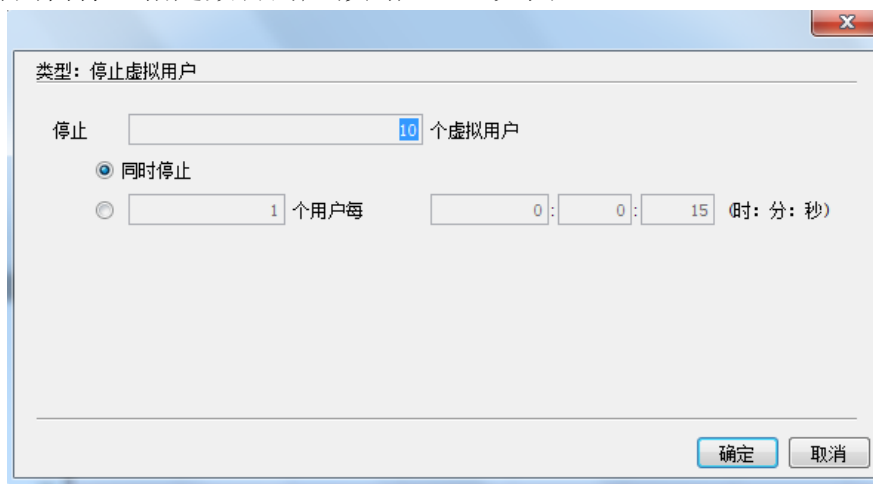 类型：停止虚拟用户
停止 10 个虚拟用户
同时停止
1 个用户每 0 : 0 : 15 (时：分：秒)
确定 取消